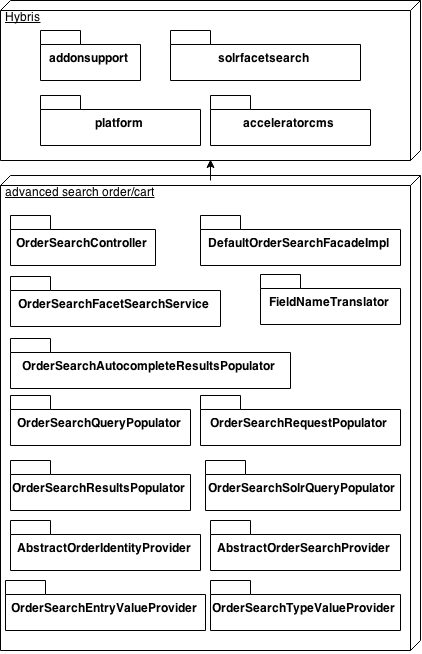 Hybris
addonsupport
solrfacetsearch
platform
acceleratorcms
advanced search order/cart
OrderSearchController
DefaultOrderSearchFacadeImpl
OrderSearchFacetSearchService
FieldNameTranslator
OrderSearchAutocompleteResultsPopulator
OrderSearchQueryPopulator
OrderSearchRequestPopulator
OrderSearchResultsPopulator
OrderSearchSolrQueryPopulator
AbstractOrderIdentityProvider
AbstractOrderSearchProvider
OrderSearchEntryValueProvider
OrderSearchTypeValueProvider